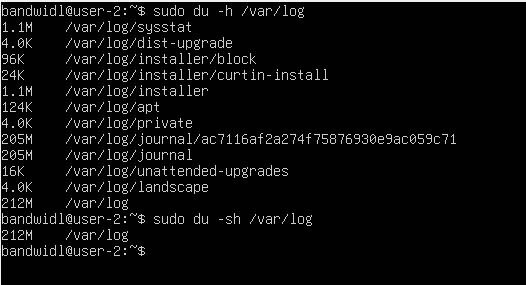 bandwidl@user-2:~$ sudo du -h /var/log
1.1M /var/log/sysstat
4.0K /var/log/dist-upgrade
96K /var/log/installer/block
24K /var/log/installer/curtin-install
1.1M /var/log/installer
124K /var/log/apt
4.0K /var/log/private
205M /var/log/journal/ac7116af2a274f75876930e9ac059c71
205M /var/log/journal
16K /var/log/unattended-upgrades
4.0K /var/log/landscape
212M /var/log
bandwidl@user-2:~$ sudo du -sh /var/log
212M /var/log
bandwidl@user-2:~$